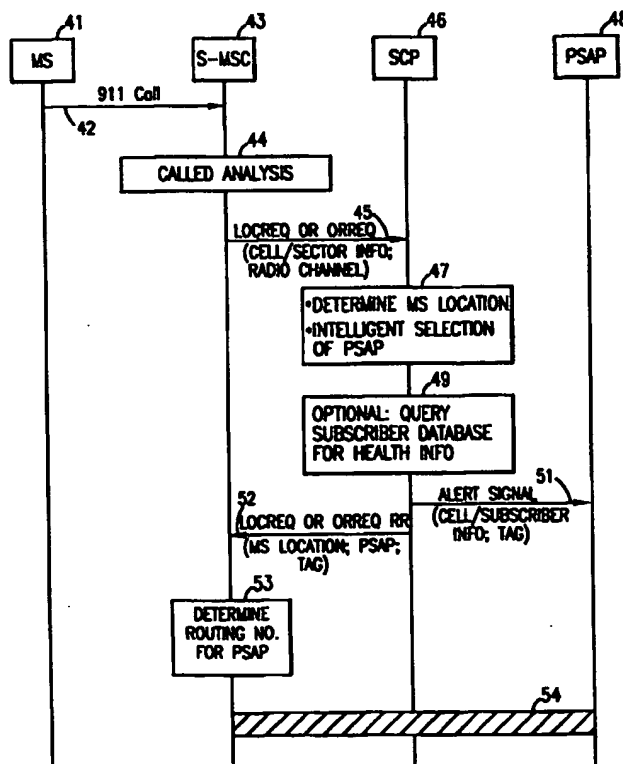 41
43
46
48
MS
S-MSC
SCP
PSAP
911 Call
42
44
CALLED ANALYSIS
45
LOCREQ OR ORREQ
(CELL/SECTOR INFO;
RADIO CHANNEL)
47
•DETERMINE MS LOCATION
•INTELLIGENT SELECTION
OF PSAP
49
OPTIONAL: QUERY
SUBSCRIBER DATABASE
FOR HEALTH INFO
51
ALERT SIGNAL
(CELL/SUBSCRIBER
INFO; TAG)
52
LOCREQ OR ORREQ RR
(MS LOCATION; PSAP;
TAG)
53
DETERMINE
ROUTING NO.
FOR PSAP
54